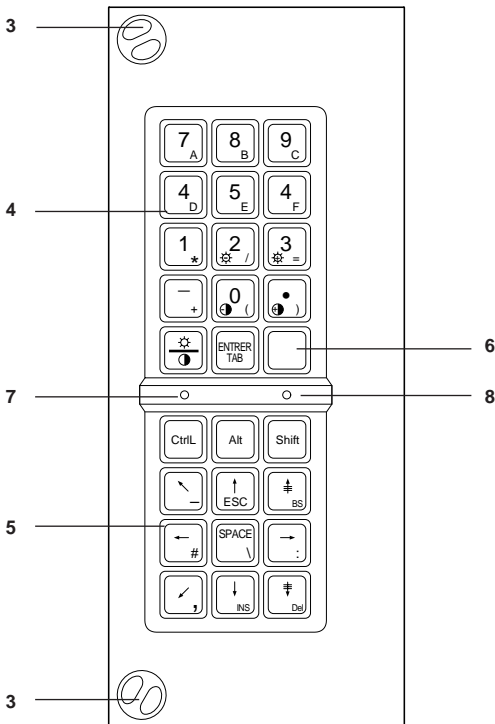 3
7 A 8 B 9 C
4
4 D 5 E 4 F
1 * 2 / 3 =
– + 0 ( • )
ENTRER
TAB
6
7
8
CtrlL Alt Shift
– ESC BS
5
# SPACE \ :
, INS Del
3